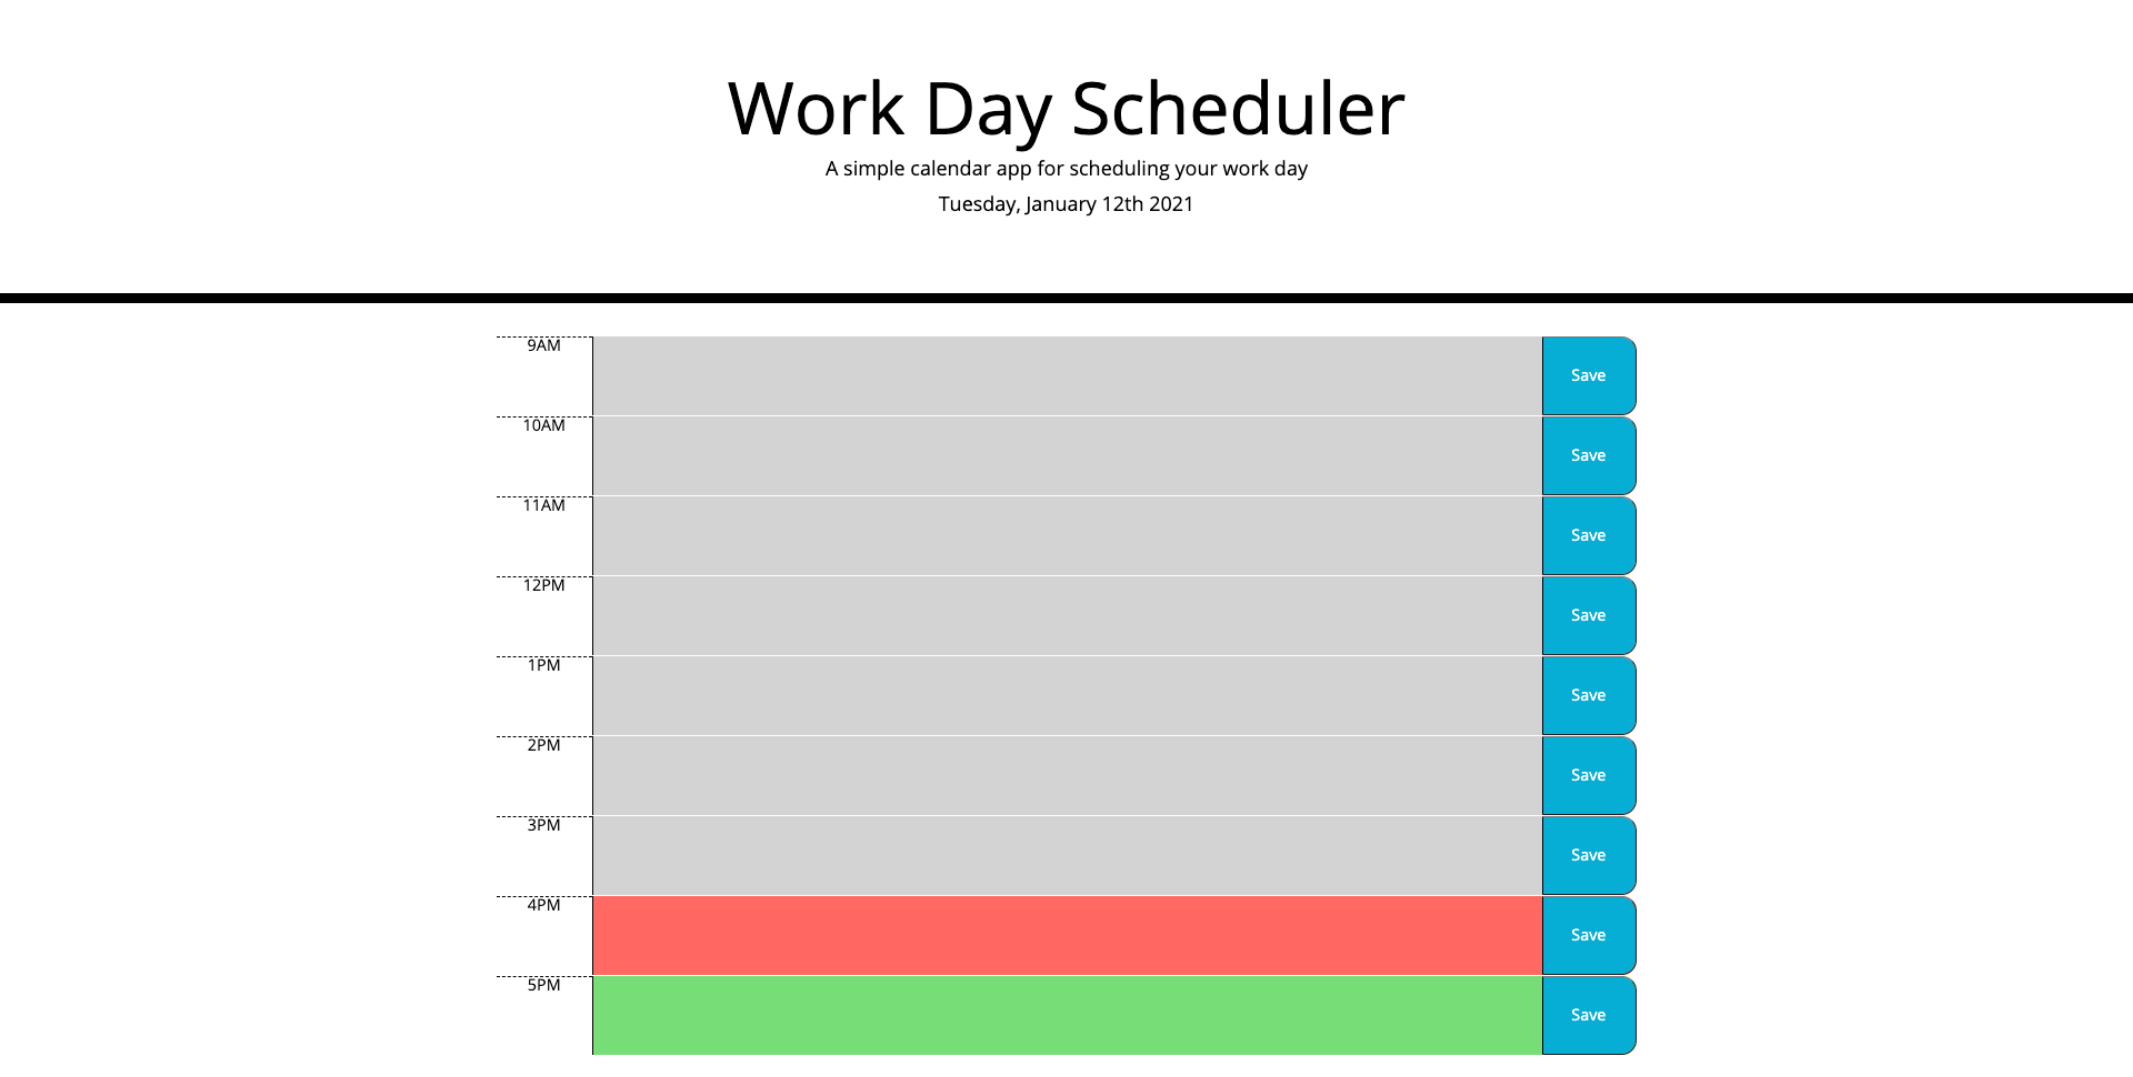 Work Day Scheduler
A simple calendar app for scheduling your work day
Tuesday, January 12th 2021
9AM
Save
10AM
Save
11AM
Save
12PM
Save
1PM
Save
2PM
Save
3PM
Save
4PM
Save
5PM
Save